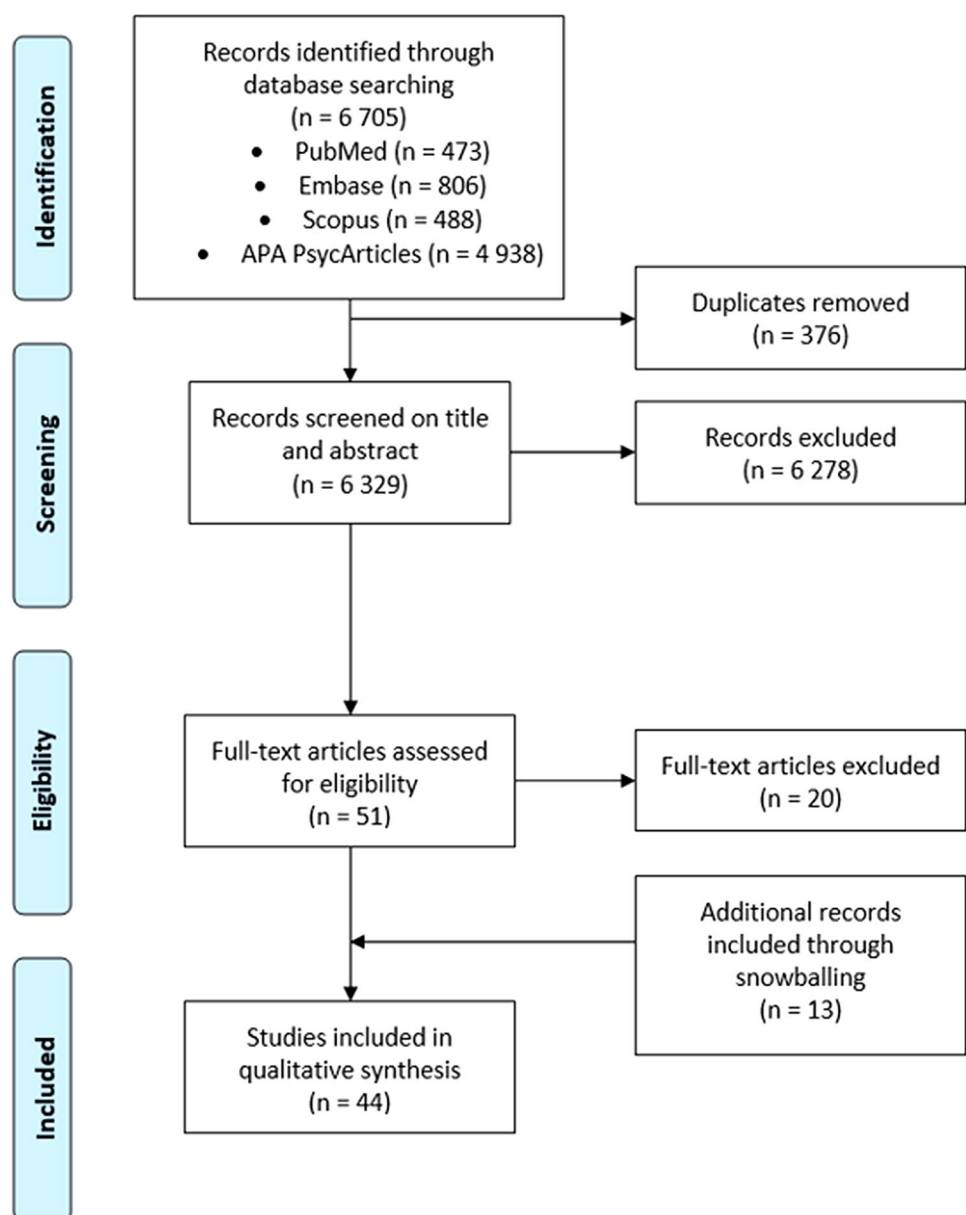 Identification
Records identified through
database searching
(n = 6 705)
• PubMed (n = 473)
• Embase (n = 806)
• Scopus (n = 488)
• APA PsycArticles (n = 4 938)
Duplicates removed
(n = 376)
Screening
Records screened on title
and abstract
(n = 6 329)
Records excluded
(n = 6 278)
Eligibility
Full-text articles assessed
for eligibility
(n = 51)
Full-text articles excluded
(n = 20)
Additional records
included through
snowballing
(n = 13)
Included
Studies included in
qualitative synthesis
(n = 44)